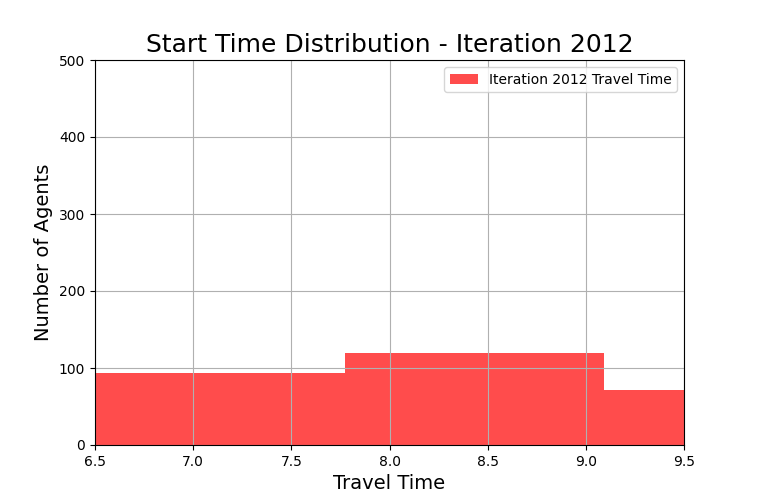 Start Time Distribution - Iteration 2012
Iteration 2012 Travel Time
Number of Agents
500
400
300
200
100
0
6.5 7.0 7.5 8.0 8.5 9.0 9.5
Travel Time